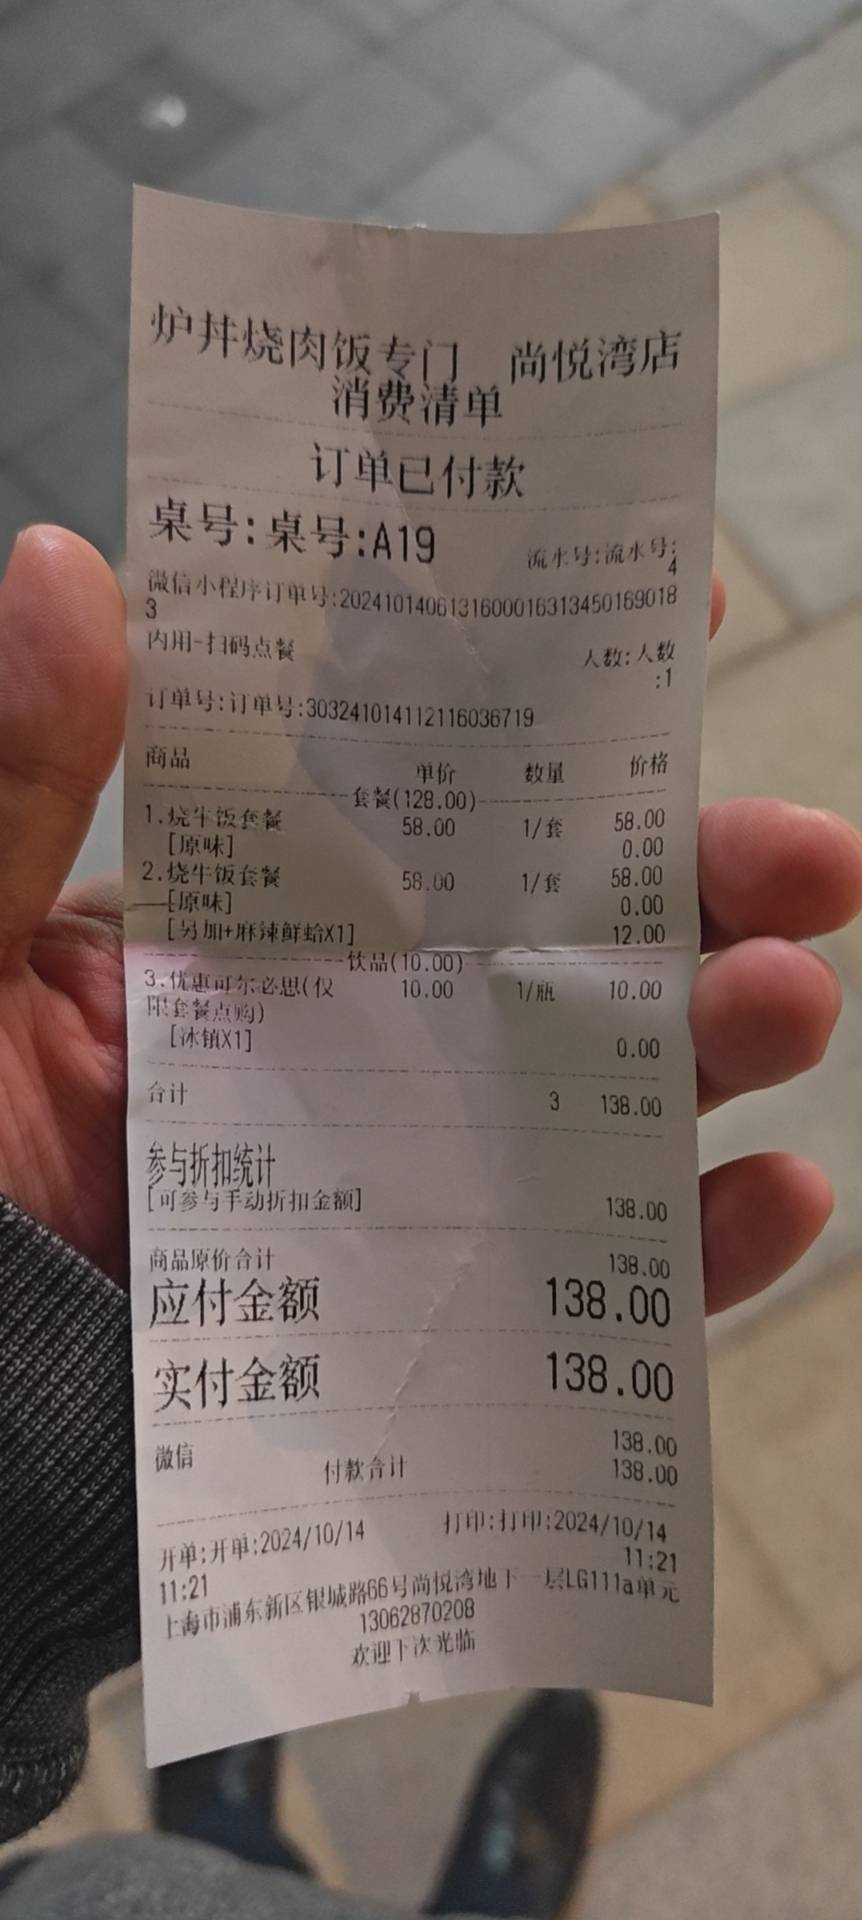 炉丼烧肉饭专门 尚悦湾店
消费清单
订单已付款
桌号:桌号:A19 流水号:流水号:
4
微信小程序订单号:2024101406131600016313450169018
3
内用-扫码点餐 人数:人数
:1
订单号:订单号:303241014112116036719
商品 单价 数量 价格
套餐(128.00)
1.烧牛饭套餐 58.00 1/套 58.00
[原味] 0.00
2.烧牛饭套餐 58.00 1/套 58.00
[原味] 0.00
[另加+麻辣鲜蛤X1] 12.00
饮品(10.00)
3.优惠可尔必思(仅 10.00 1/瓶 10.00
限套餐点购)
[冰镇X1] 0.00
合计 3 138.00
参与折扣统计
[可参与手动折扣金额] 138.00
商品原价合计 138.00
应付金额 138.00
实付金额 138.00
微信 138.00
付款合计 138.00
开单:开单:2024/10/14 打印:打印:2024/10/14
11:21 11:21
上海市浦东新区银城路66号尚悦湾地下一层LG111a单元
13062870208
欢迎下次光临